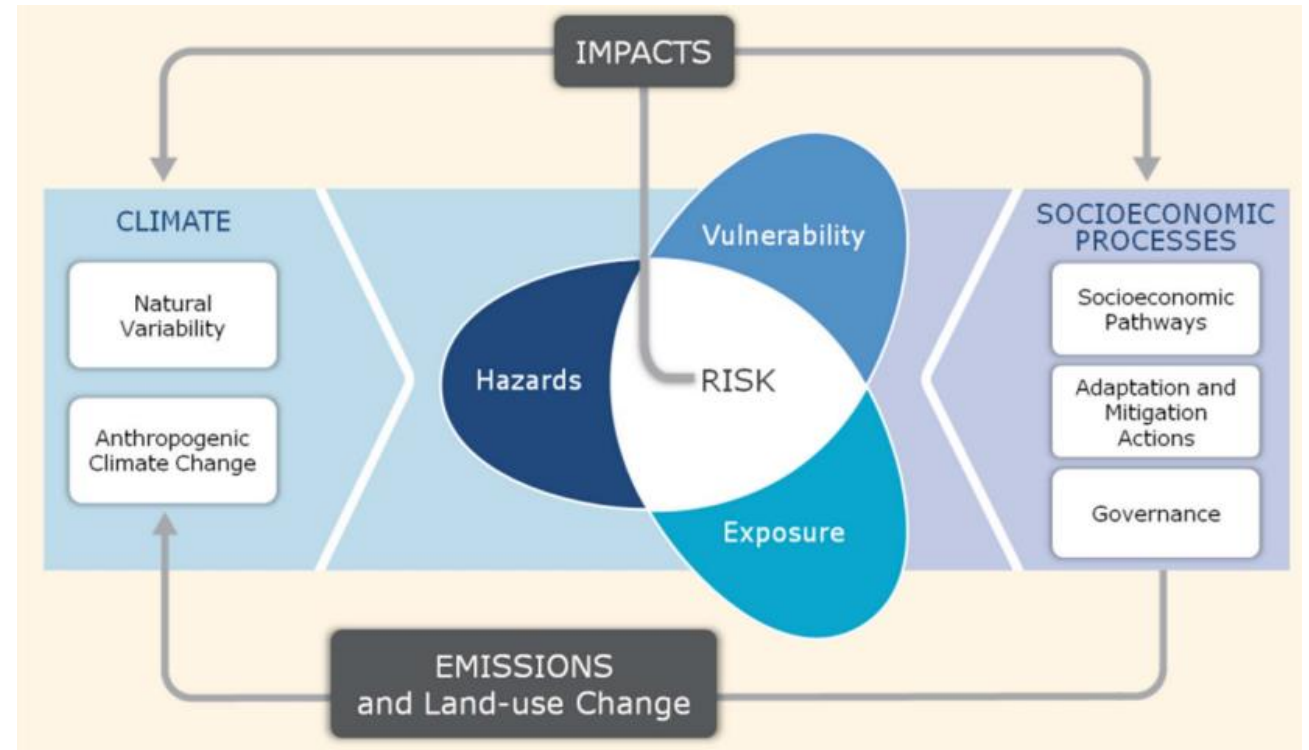 IMPACTS
CLIMATE
Natural
Variability
Anthropogenic
Climate Change
Vulnerability
Hazards
RISK
Exposure
SOCIOECONOMIC
PROCESSES
Socioeconomic
Pathways
Adaptation and
Mitigation
Actions
Governance
EMISSIONS
and Land-use Change